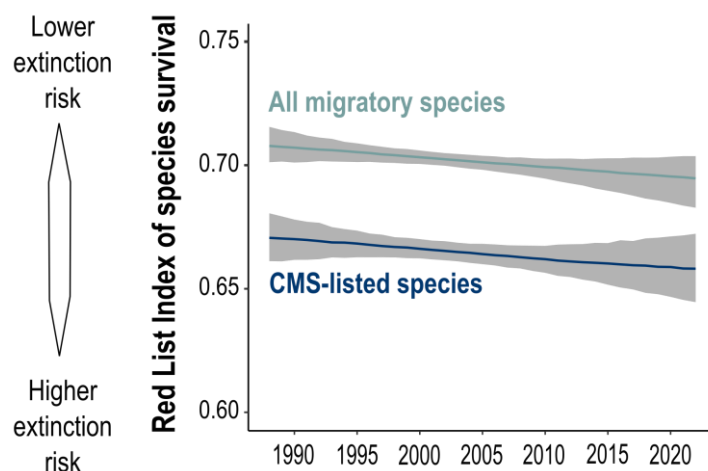 Lower
extinction
risk
Higher
extinction
risk
Red List Index of species survival
0.75
0.70
0.65
0.60
All migratory species
CMS-listed species
1990 1995 2000 2005 2010 2015 2020